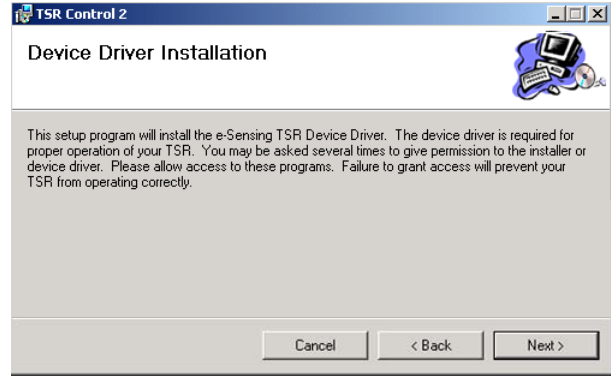 TSR Control 2
Device Driver Installation
This setup program will install the e-Sensing TSR Device Driver.  The device driver is required for
proper operation of your TSR.  You may be asked several times to give permission to the installer or
device driver.  Please allow access to these programs.  Failure to grant access will prevent your
TSR from operating correctly.
Cancel
< Back
Next >